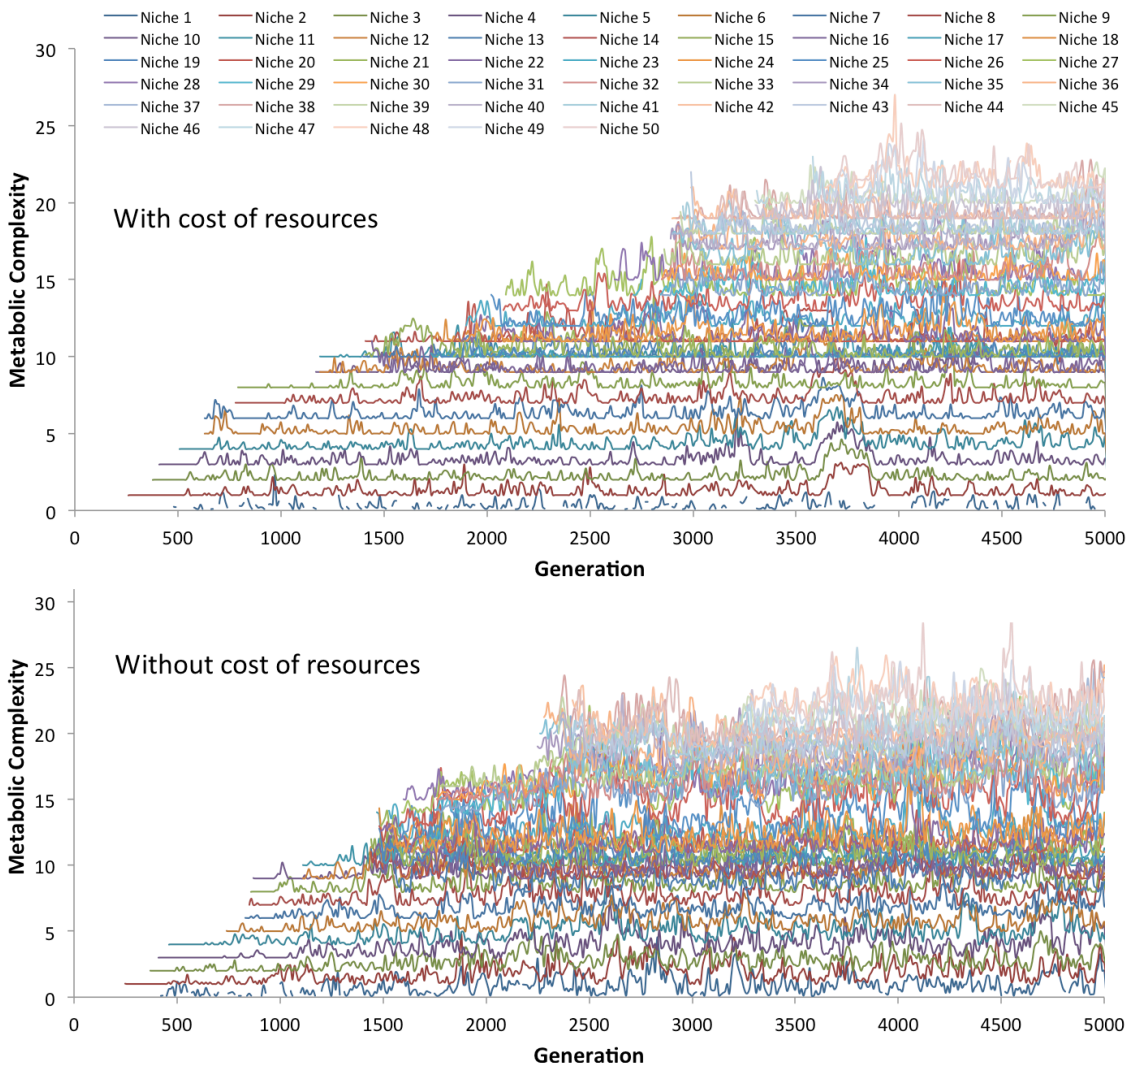 Niche 1 Niche 2 Niche 3 Niche 4 Niche 5 Niche 6 Niche 7 Niche 8 Niche 9
Niche 10 Niche 11 Niche 12 Niche 13 Niche 14 Niche 15 Niche 16 Niche 17 Niche 18
Niche 19 Niche 20 Niche 21 Niche 22 Niche 23 Niche 24 Niche 25 Niche 26 Niche 27
Niche 28 Niche 29 Niche 30 Niche 31 Niche 32 Niche 33 Niche 34 Niche 35 Niche 36
Niche 37 Niche 38 Niche 39 Niche 40 Niche 41 Niche 42 Niche 43 Niche 44 Niche 45
Niche 46 Niche 47 Niche 48 Niche 49 Niche 50
30
25
20
15
10
5
0
Metabolic Complexity
With cost of resources
0 500 1000 1500 2000 2500 3000 3500 4000 4500 5000
Generation
30
25
20
15
10
5
0
Metabolic Complexity
Without cost of resources
0 500 1000 1500 2000 2500 3000 3500 4000 4500 5000
Generation